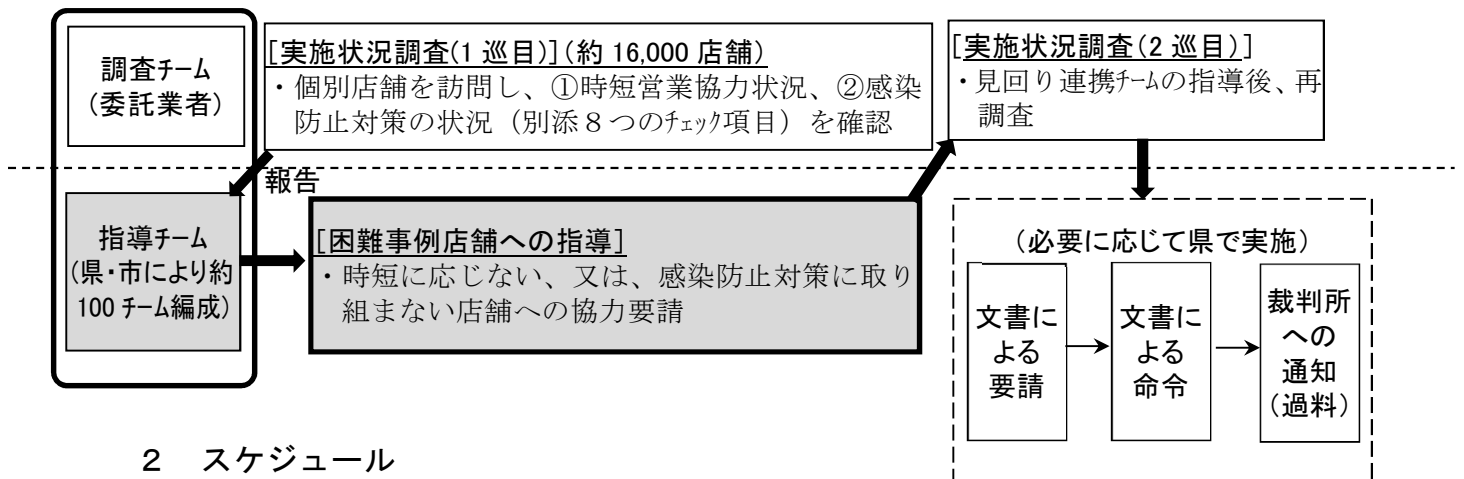 調査チーム
(委託業者)
[実施状況調査(1 巡目)](約 16,000 店舗)
・個別店舗を訪問し、①時短営業協力状況、②感染
防止対策の状況（別添８つのチェック項目）を確認
[実施状況調査(2 巡目)]
・見回り連携チームの指導後、再
調査
報告
指導チーム
(県・市により約
100 チーム編成)
[困難事例店舗への指導]
・時短に応じない、又は、感染防止対策に取り
組まない店舗への協力要請
（必要に応じて県で実施）
文書に
よる
要請
文書に
よる
命令
裁判所
への
通知
（過料）
２　スケジュール